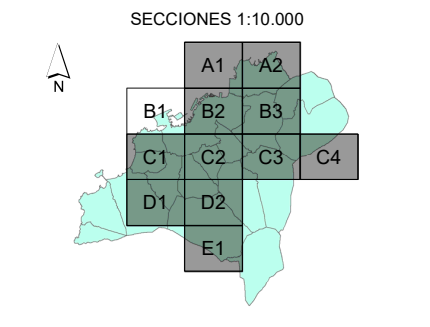 SECCIONES 1:10.000
A1 A2
N
B1 B2 B3
C1 C2 C3 C4
D1 D2
E1